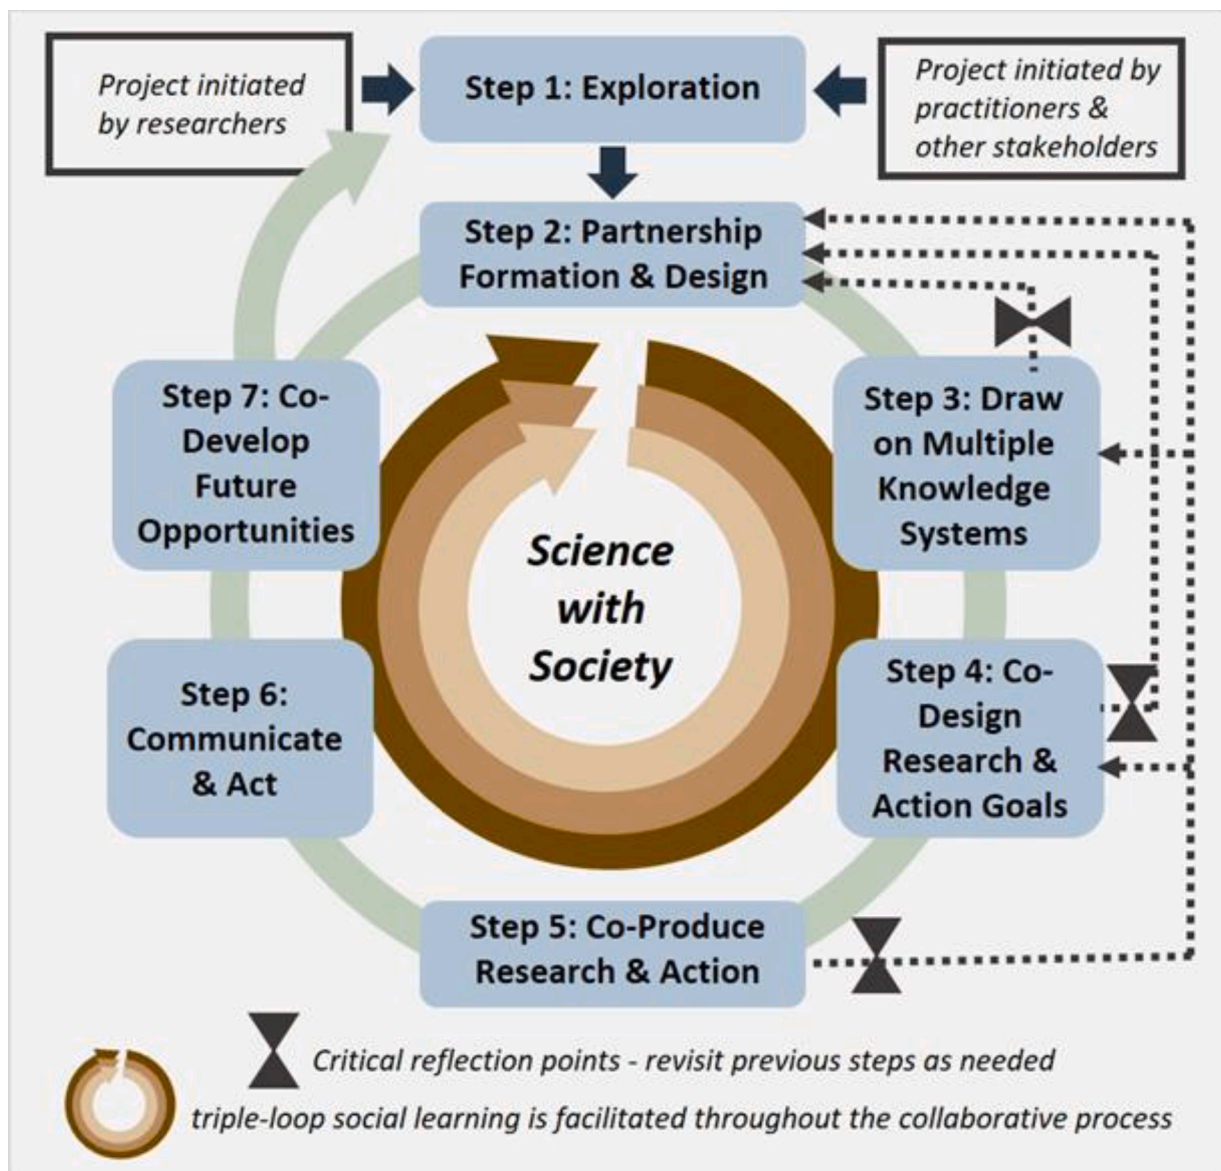 Project initiated
by researchers
Step 1: Exploration
Project initiated by
practitioners &
other stakeholders
Step 2: Partnership
Formation & Design
Step 3: Draw
on Multiple
Knowledge
Systems
Step 4: Co-
Design
Research &
Action Goals
Step 5: Co-Produce
Research & Action
Step 6:
Communicate
& Act
Step 7: Co-
Develop
Future
Opportunities
Science
with
Society
Critical reflection points - revisit previous steps as needed
triple-loop social learning is facilitated throughout the collaborative process